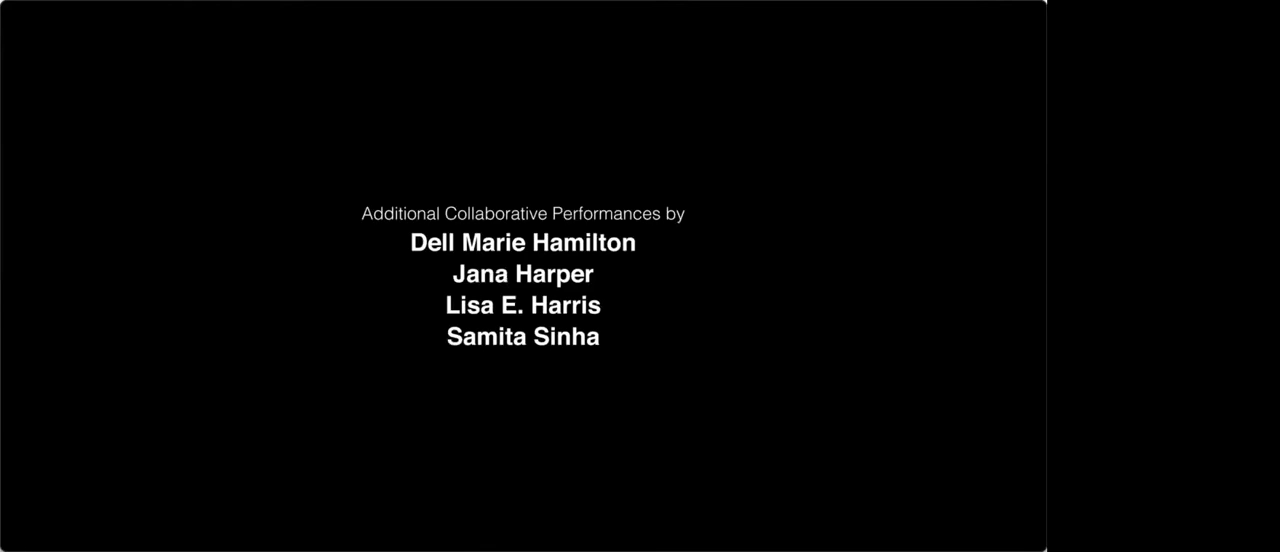 Additional Collaborative Performances by
Dell Marie Hamilton
Jana Harper
Lisa E. Harris
Samita Sinha